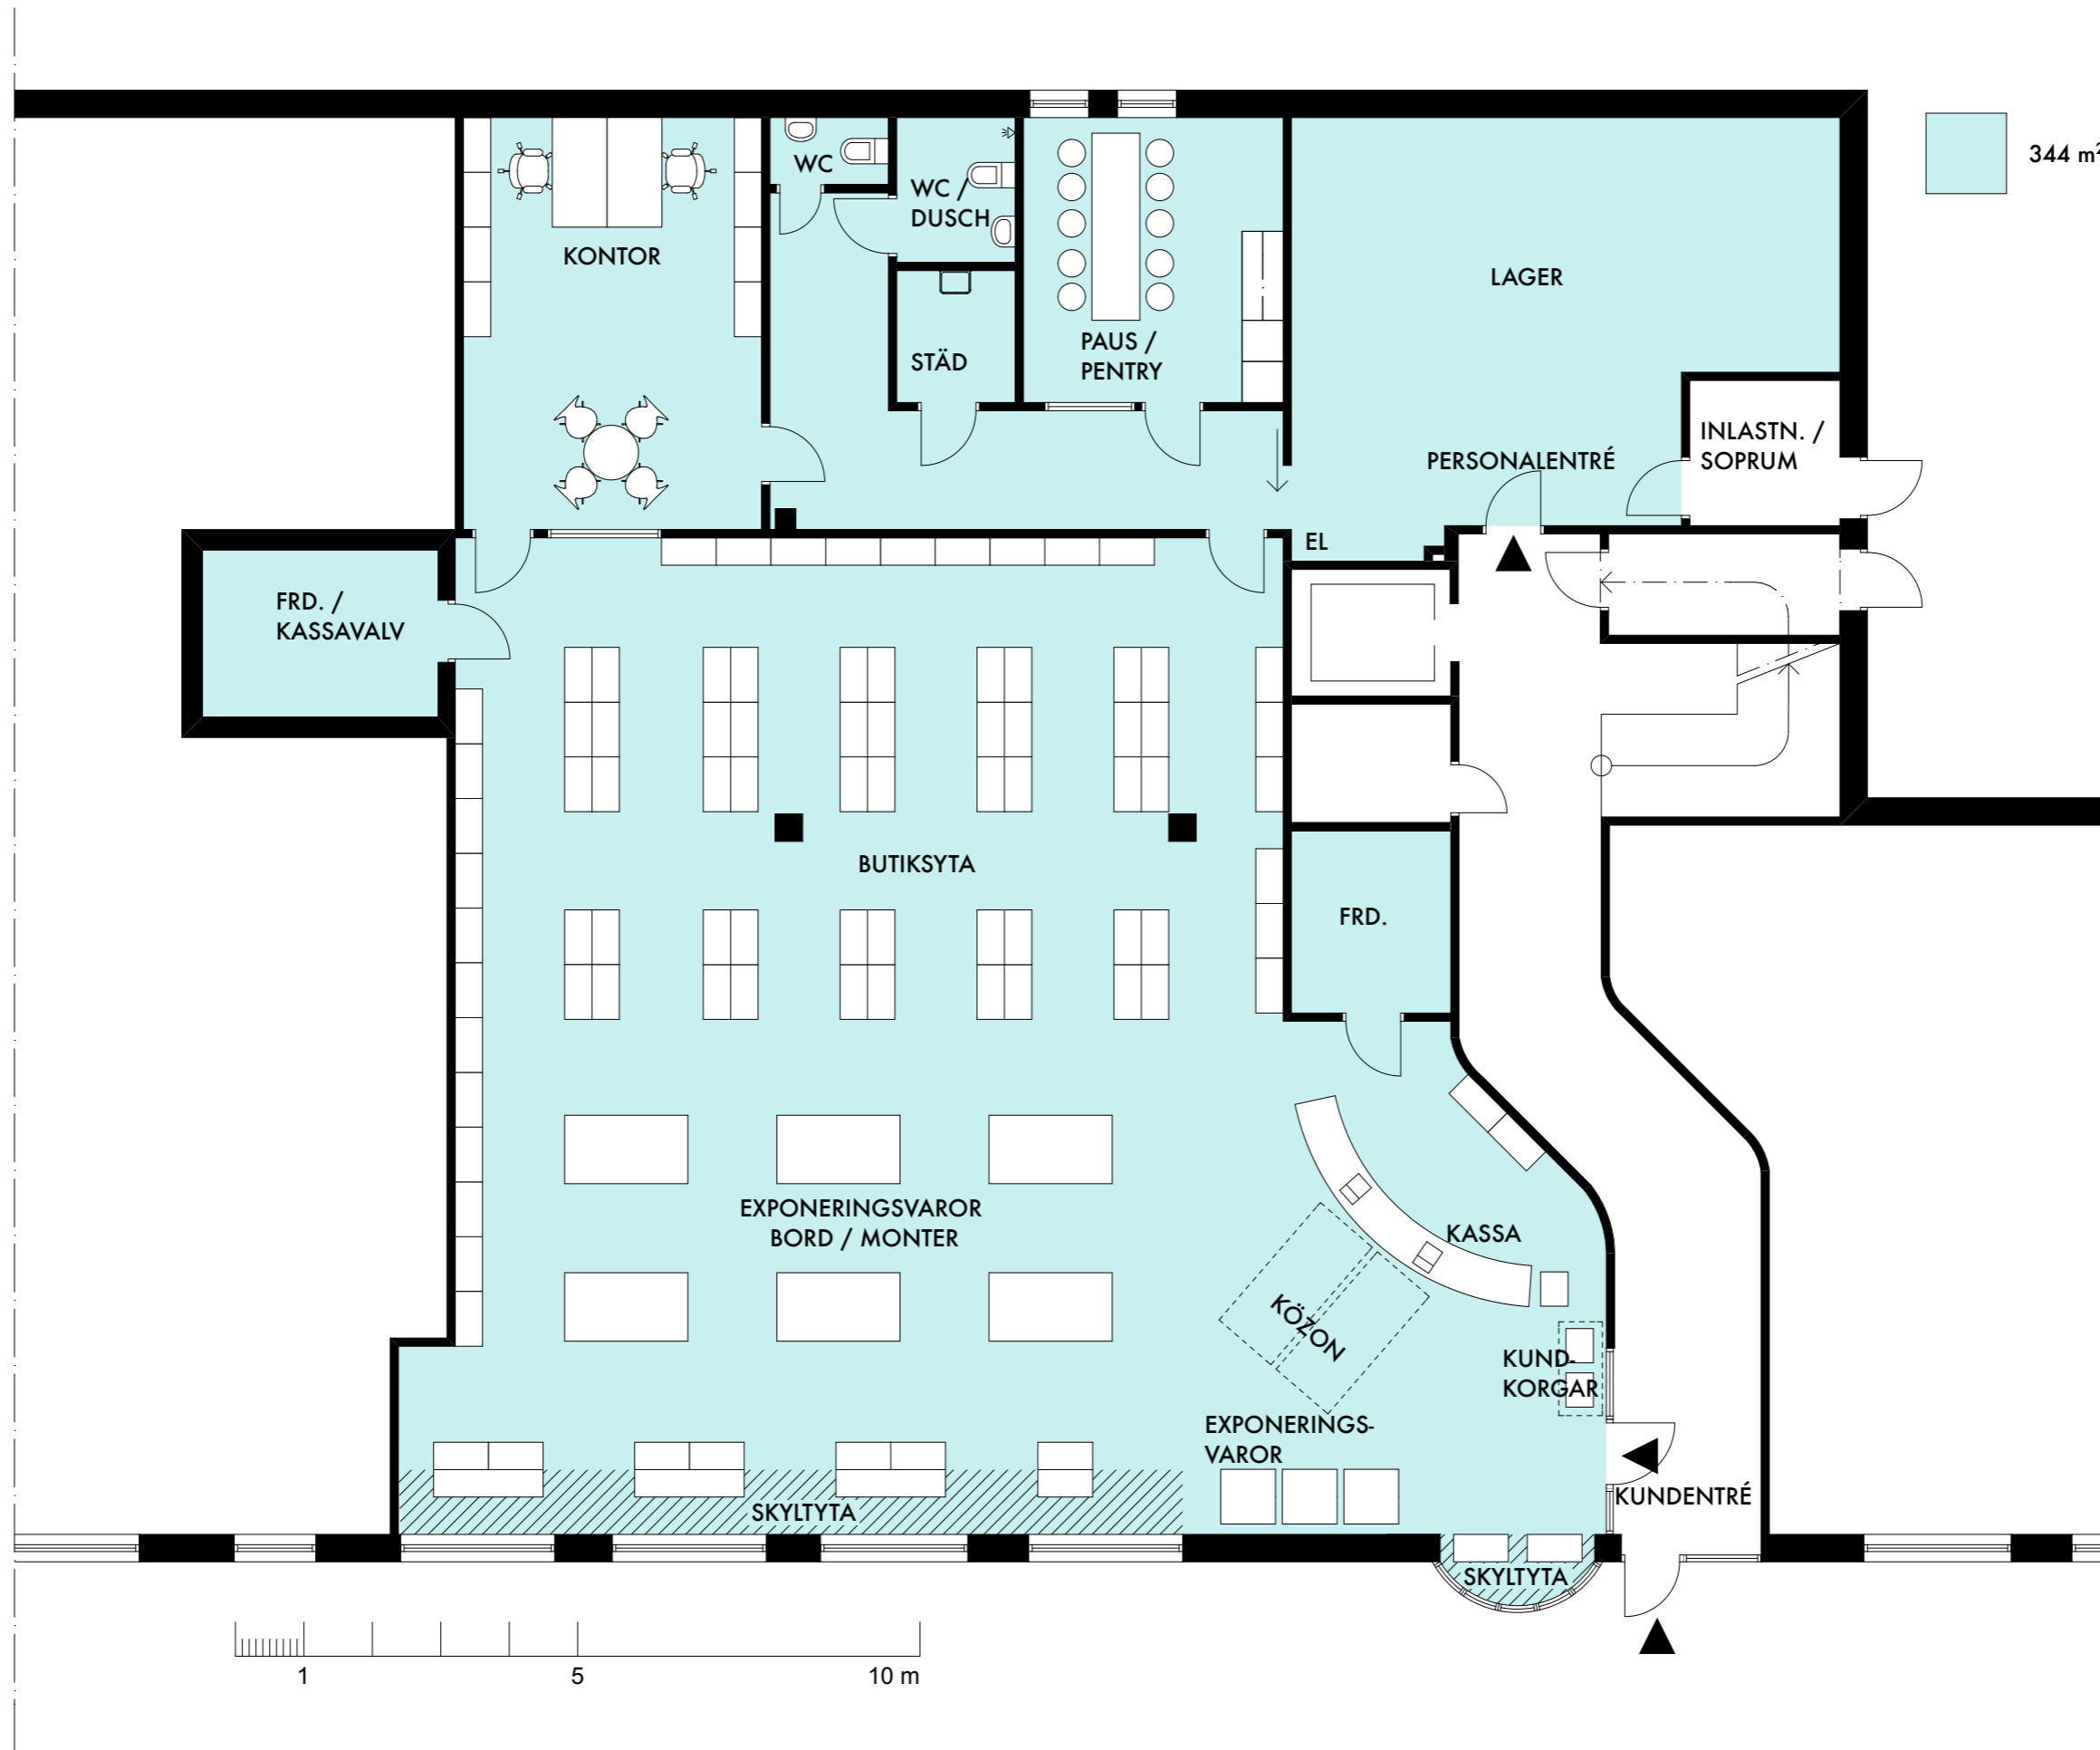 344 m²
WC
WC /
DUSCH
KONTOR
LAGER
PAUS /
PENTRY
STÄD
INLASTN. /
SOPRUM
PERSONALENTRÉ
EL
FRD. /
KASSAVALV
BUTIKSYTA
FRD.
EXPONERINGSVAROR
BORD / MONTER
KASSA
KÖZON
KUND-
KORGAR
EXPONERINGS-
VAROR
SKYLTYTA
KUNDENTRÉ
SKYLTYTA
1 5 10 m